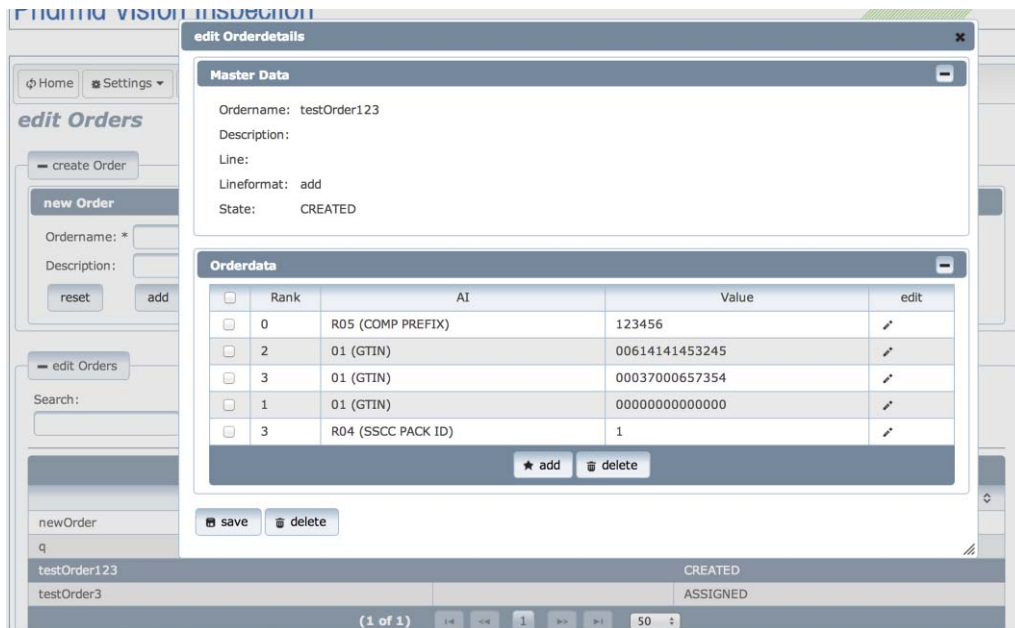 Pharma Vision Inspection
edit Orderdetails
Home Settings
Master Data
Ordername: testOrder123
edit Orders
Description:
Line:
create Order
Lineformat: add
new Order
State: CREATED
Ordername: *
Description:
Orderdata
reset add
Rank AI Value edit
0 R05 (COMP PREFIX) 123456
2 01 (GTIN) 00614141453245
edit Orders
3 01 (GTIN) 00037000657354
Search:
1 01 (GTIN) 00000000000000
3 R04 (SSCC PACK ID) 1
add delete
newOrder
save delete
q
testOrder123 CREATED
testOrder3 ASSIGNED
(1 of 1) 1 50